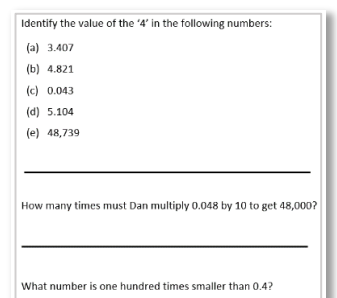 Identify the value of the ‘4’ in the following numbers:
(a) 3.407
(b) 4.821
(c) 0.043
(d) 5.104
(e) 48,739
How many times must Dan multiply 0.048 by 10 to get 48,000?
What number is one hundred times smaller than 0.4?